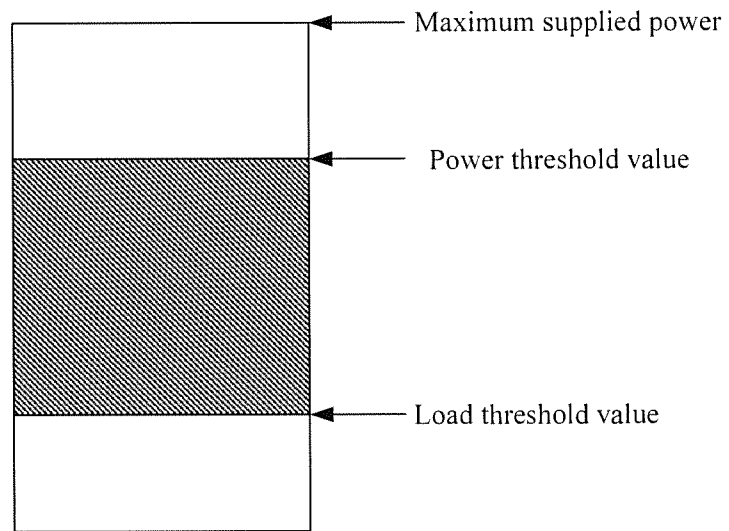 Maximum supplied power
Power threshold value
Load threshold value